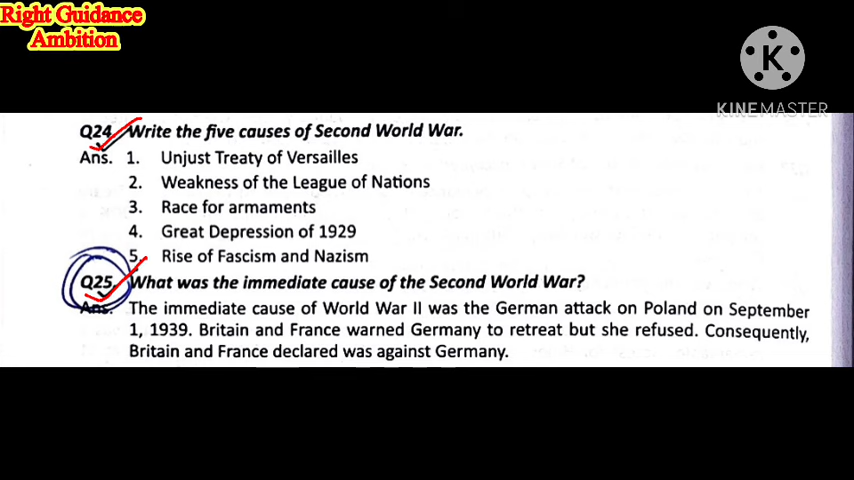 Right Guidance
Ambition
K
KINEMASTER
Q24 Write the five causes of Second World War.
Ans. 1. Unjust Treaty of Versailles
2. Weakness of the League of Nations
3. Race for armaments
4. Great Depression of 1929
5. Rise of Fascism and Nazism
Q25. What was the immediate cause of the Second World War?
Ans. The immediate cause of World War II was the German attack on Poland on September
1, 1939. Britain and France warned Germany to retreat but she refused. Consequently,
Britain and France declared was against Germany.